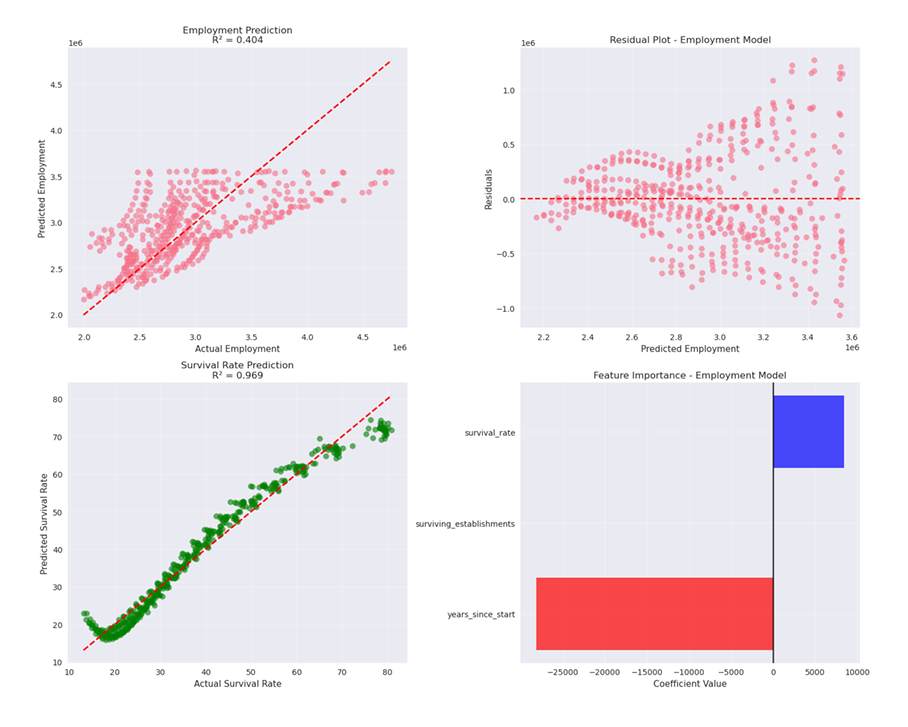 Employment Prediction
R² = 0.404
1e6
Predicted Employment
4.5
4.0
3.5
3.0
2.5
2.0
2.0 2.5 3.0 3.5 4.0 4.5
Actual Employment
1e6
Residual Plot - Employment Model
1e6
Residuals
1.0
0.5
0.0
−0.5
−1.0
2.2 2.4 2.6 2.8 3.0 3.2 3.4 3.6
Predicted Employment
1e6
Survival Rate Prediction
R² = 0.969
Predicted Survival Rate
80
70
60
50
40
30
20
10
10 20 30 40 50 60 70 80
Actual Survival Rate
Feature Importance - Employment Model
survival_rate
surviving_establishments
years_since_start
−25000 −20000 −15000 −10000 −5000 0 5000 10000
Coefficient Value